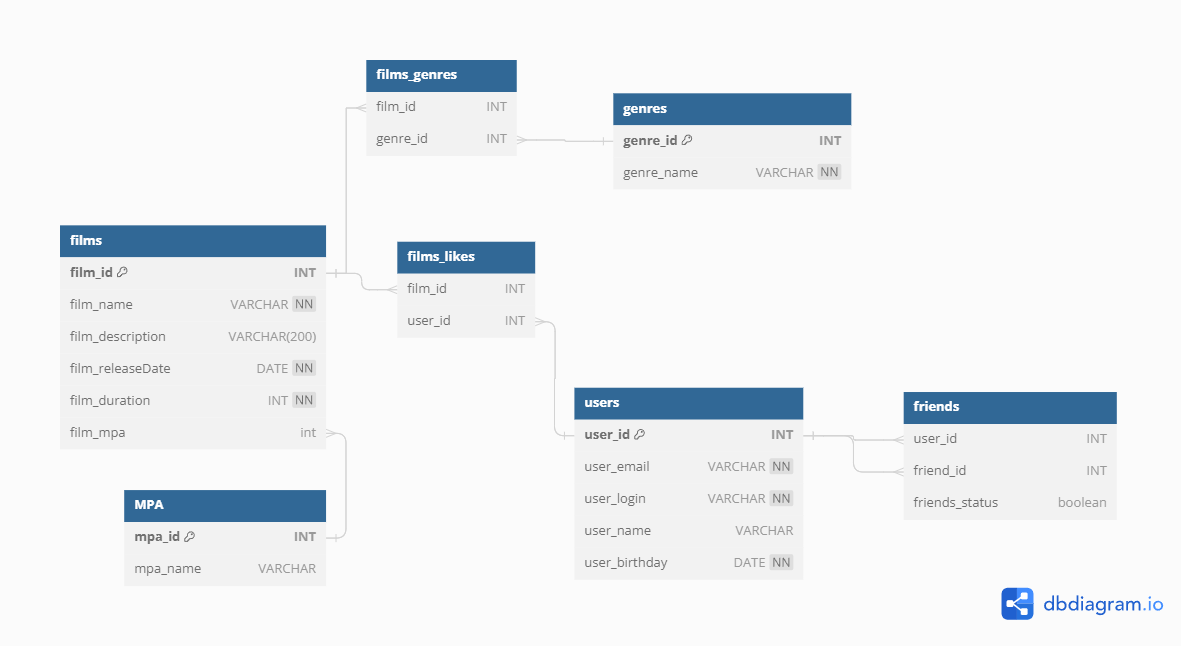 films_genres
film_id INT
genre_id INT
genres
genre_id INT
genre_name VARCHAR NN
films
film_id INT
film_name VARCHAR NN
film_description VARCHAR(200)
film_releaseDate DATE NN
film_duration INT NN
film_mpa int
films_likes
film_id INT
user_id INT
users
user_id INT
user_email VARCHAR NN
user_login VARCHAR NN
user_name VARCHAR
user_birthday DATE NN
friends
user_id INT
friend_id INT
friends_status boolean
MPA
mpa_id INT
mpa_name VARCHAR
dbdiagram.io